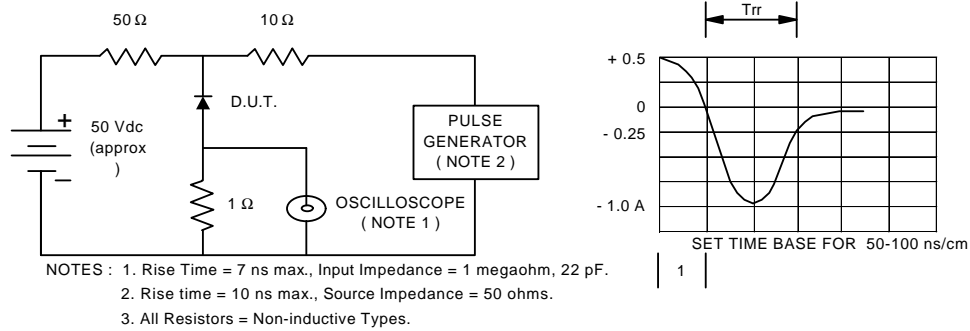 50 Ω
10 Ω
D.U.T.
50 Vdc
(approx
)
+
−
1 Ω
PULSE
GENERATOR
( NOTE 2 )
OSCILLOSCOPE
( NOTE 1 )
Trr
+ 0.5
0
- 0.25
- 1.0 A
SET TIME BASE FOR 50-100 ns/cm
1
NOTES : 1. Rise Time = 7 ns max., Input Impedance = 1 megaohm, 22 pF.
2. Rise time = 10 ns max., Source Impedance = 50 ohms.
3. All Resistors = Non-inductive Types.